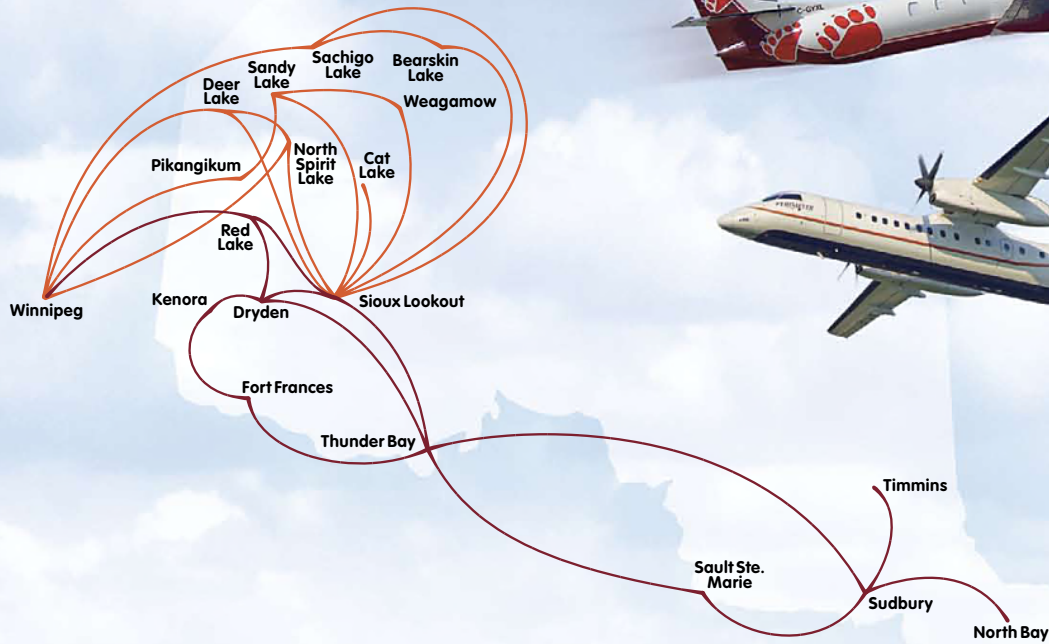 C-GYXL
Sachigo
Lake
Bearskin
Lake
Sandy
Lake
Deer
Lake
Weagamow
Pikangikum
North
Spirit
Lake
Cat
Lake
Red
Lake
Winnipeg
Kenora
Dryden
Sioux Lookout
Fort Frances
Thunder Bay
Timmins
Sault Ste.
Marie
Sudbury
North Bay